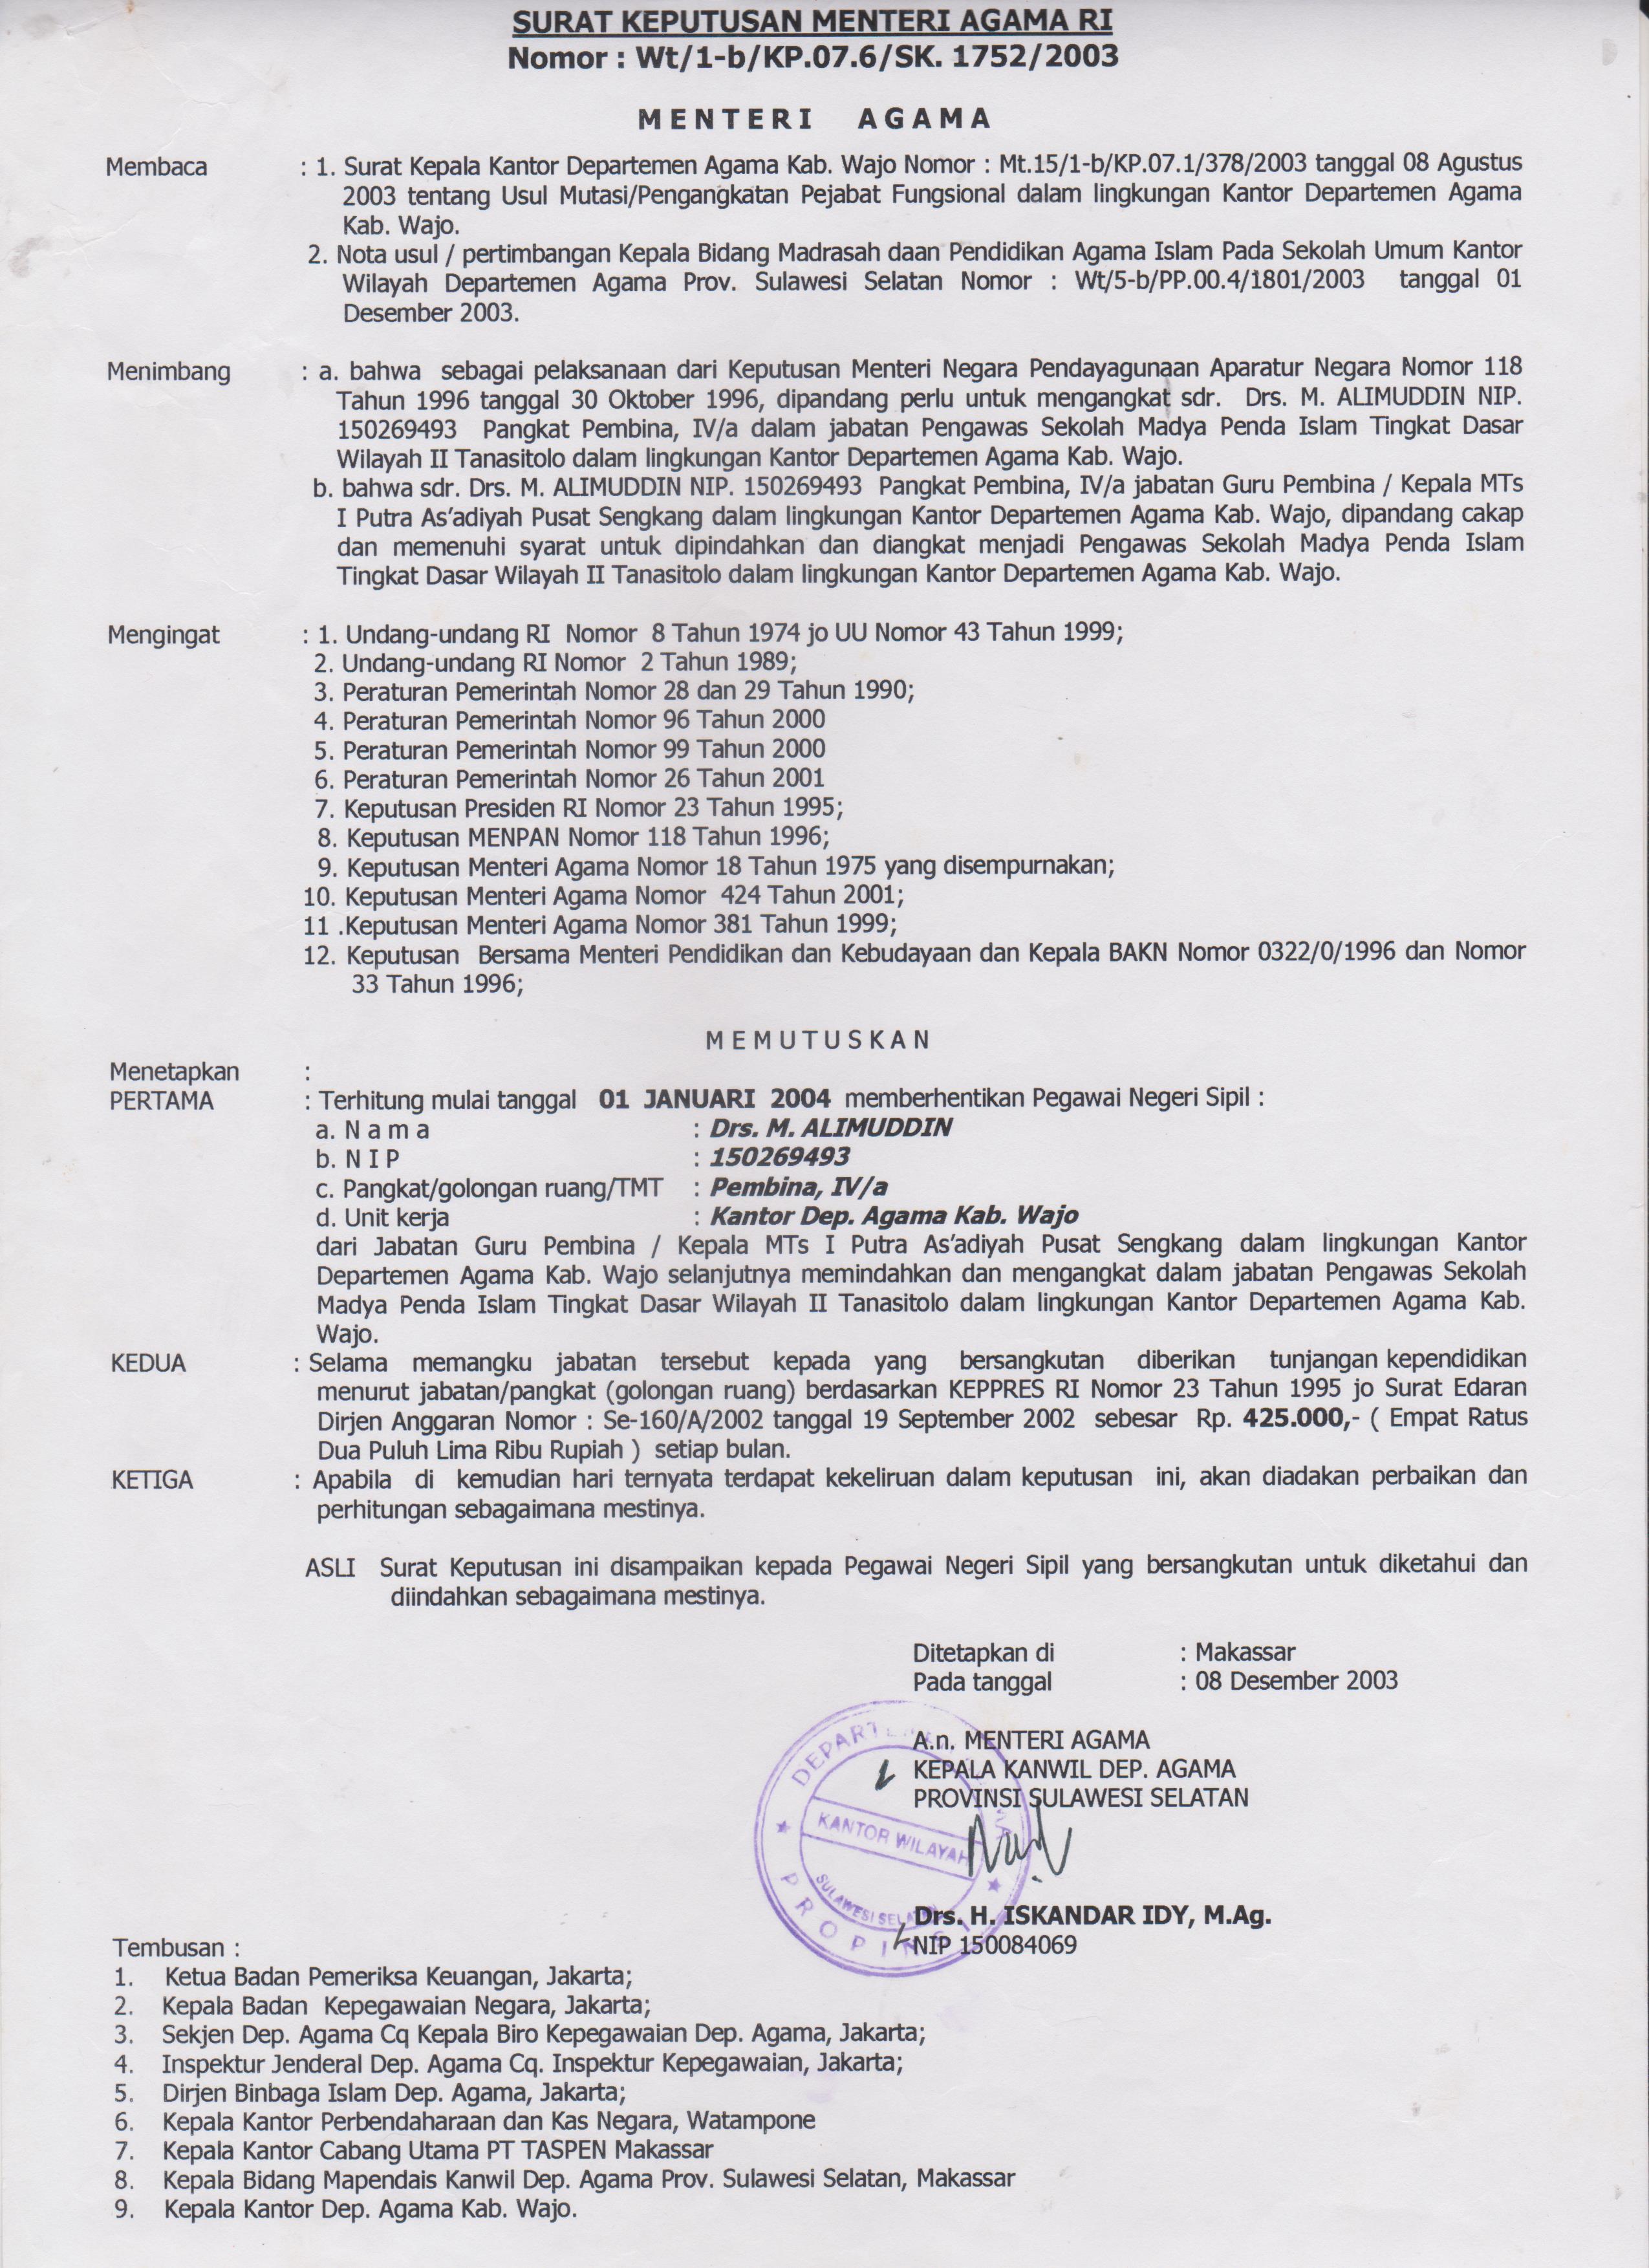 SURAT KEPUTUSAN MENTERI AGAMA RI
Nomor : Wt/1-b/KP.07.6/SK. 1752/2003
MENTERI AGAMA
Membaca : 1. Surat Kepala Kantor Departemen Agama Kab. Wajo Nomor : Mt.15/1-b/KP.07.1/378/2003 tanggal 08 Agustus
2003 tentang Usul Mutasi/Pengangkatan Pejabat Fungsional dalam lingkungan Kantor Departemen Agama
Kab. Wajo.
2. Nota usul / pertimbangan Kepala Bidang Madrasah daan Pendidikan Agama Islam Pada Sekolah Umum Kantor
Wilayah Departemen Agama Prov. Sulawesi Selatan Nomor : Wt/5-b/PP.00.4/1801/2003 tanggal 01
Desember 2003.
Menimbang : a. bahwa sebagai pelaksanaan dari Keputusan Menteri Negara Pendayagunaan Aparatur Negara Nomor 118
Tahun 1996 tanggal 30 Oktober 1996, dipandang perlu untuk mengangkat sdr. Drs. M. ALIMUDDIN NIP.
150269493 Pangkat Pembina, IV/a dalam jabatan Pengawas Sekolah Madya Penda Islam Tingkat Dasar
Wilayah II Tanasitolo dalam lingkungan Kantor Departemen Agama Kab. Wajo.
b. bahwa sdr. Drs. M. ALIMUDDIN NIP. 150269493 Pangkat Pembina, IV/a jabatan Guru Pembina / Kepala MTs
I Putra As'adiyah Pusat Sengkang dalam lingkungan Kantor Departemen Agama Kab. Wajo, dipandang cakap
dan memenuhi syarat untuk dipindahkan dan diangkat menjadi Pengawas Sekolah Madya Penda Islam
Tingkat Dasar Wilayah II Tanasitolo dalam lingkungan Kantor Departemen Agama Kab. Wajo.
Mengingat : 1. Undang-undang RI Nomor 8 Tahun 1974 jo UU Nomor 43 Tahun 1999;
2. Undang-undang RI Nomor 2 Tahun 1989;
3. Peraturan Pemerintah Nomor 28 dan 29 Tahun 1990;
4. Peraturan Pemerintah Nomor 96 Tahun 2000
5. Peraturan Pemerintah Nomor 99 Tahun 2000
6. Peraturan Pemerintah Nomor 26 Tahun 2001
7. Keputusan Presiden RI Nomor 23 Tahun 1995;
8. Keputusan MENPAN Nomor 118 Tahun 1996;
9. Keputusan Menteri Agama Nomor 18 Tahun 1975 yang disempurnakan;
10. Keputusan Menteri Agama Nomor 424 Tahun 2001;
11 .Keputusan Menteri Agama Nomor 381 Tahun 1999;
12. Keputusan Bersama Menteri Pendidikan dan Kebudayaan dan Kepala BAKN Nomor 0322/0/1996 dan Nomor
33 Tahun 1996;
MEMUTUSKAN
Menetapkan :
PERTAMA : Terhitung mulai tanggal 01 JANUARI 2004 memberhentikan Pegawai Negeri Sipil :
a. N a m a : Drs. M. ALIMUDDIN
b. N I P : 150269493
c. Pangkat/golongan ruang/TMT : Pembina, IV/a
d. Unit kerja : Kantor Dep. Agama Kab. Wajo
dari Jabatan Guru Pembina / Kepala MTs I Putra As'adiyah Pusat Sengkang dalam lingkungan Kantor
Departemen Agama Kab. Wajo selanjutnya memindahkan dan mengangkat dalam jabatan Pengawas Sekolah
Madya Penda Islam Tingkat Dasar Wilayah II Tanasitolo dalam lingkungan Kantor Departemen Agama Kab.
Wajo.
KEDUA : Selama memangku jabatan tersebut kepada yang bersangkutan diberikan tunjangan kependidikan
menurut jabatan/pangkat (golongan ruang) berdasarkan KEPPRES RI Nomor 23 Tahun 1995 jo Surat Edaran
Dirjen Anggaran Nomor : Se-160/A/2002 tanggal 19 September 2002 sebesar Rp. 425.000,- ( Empat Ratus
Dua Puluh Lima Ribu Rupiah ) setiap bulan.
KETIGA : Apabila di kemudian hari ternyata terdapat kekeliruan dalam keputusan ini, akan diadakan perbaikan dan
perhitungan sebagaimana mestinya.
ASLI Surat Keputusan ini disampaikan kepada Pegawai Negeri Sipil yang bersangkutan untuk diketahui dan
diindahkan sebagaimana mestinya.
Ditetapkan di : Makassar
Pada tanggal : 08 Desember 2003
A.n. MENTERI AGAMA
KEPALA KANWIL DEP. AGAMA
PROVINSI SULAWESI SELATAN
KANTOR WILAYAH
SULAWESI SELATAN
PROPINSI
Drs. H. ISKANDAR IDY, M.Ag.
NIP 150084069
Tembusan :
1. Ketua Badan Pemeriksa Keuangan, Jakarta;
2. Kepala Badan Kepegawaian Negara, Jakarta;
3. Sekjen Dep. Agama Cq Kepala Biro Kepegawaian Dep. Agama, Jakarta;
4. Inspektur Jenderal Dep. Agama Cq. Inspektur Kepegawaian, Jakarta;
5. Dirjen Binbaga Islam Dep. Agama, Jakarta;
6. Kepala Kantor Perbendaharaan dan Kas Negara, Watampone
7. Kepala Kantor Cabang Utama PT TASPEN Makassar
8. Kepala Bidang Mapendais Kanwil Dep. Agama Prov. Sulawesi Selatan, Makassar
9. Kepala Kantor Dep. Agama Kab. Wajo.